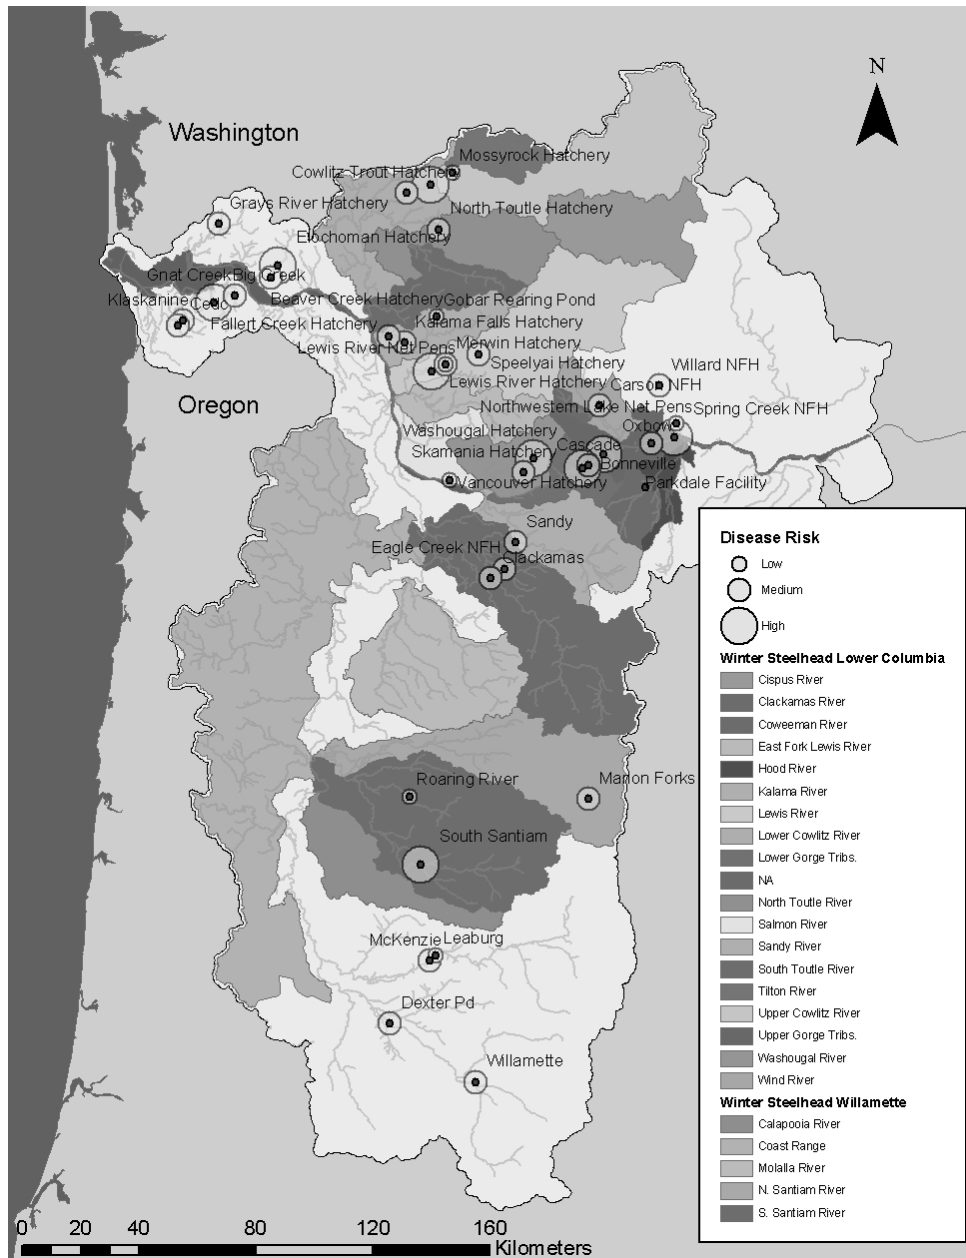 N
Washington
Mossyrock Hatchery
Cowlitz Trout Hatchery
Grays River Hatchery
North Toutle Hatchery
Elochoman Hatchery
Gnat Creek
Big Creek
Klaskanine
Beaver Creek Hatchery
Gobar Rearing Pond
Fallert Creek Hatchery
Kalama Falls Hatchery
Lewis River Net Pens
Merwin Hatchery
Speelyai Hatchery
Willard NFH
Lewis River Hatchery
Carson NFH
Oregon
Northwestern Lake Net Pens
Spring Creek NFH
Washougal Hatchery
Oxbow
Skamania Hatchery
Cascade
Bonneville
Vancouver Hatchery
Parkdale Facility
Sandy
Eagle Creek NFH
Clackamas
Roaring River
Marion Forks
South Santiam
McKenzie
Leaburg
Dexter Pd
Willamette
Disease Risk
Low
Medium
High
Winter Steelhead Lower Columbia
Cispus River
Clackamas River
Coweeman River
East Fork Lewis River
Hood River
Kalama River
Lewis River
Lower Cowlitz River
Lower Gorge Tribs.
NA
North Toutle River
Salmon River
Sandy River
South Toutle River
Tilton River
Upper Cowlitz River
Upper Gorge Tribs.
Washougal River
Wind River
Winter Steelhead Willamette
Calapooia River
Coast Range
Molalla River
N. Santiam River
S. Santiam River
0 20 40 80 120 160
Kilometers